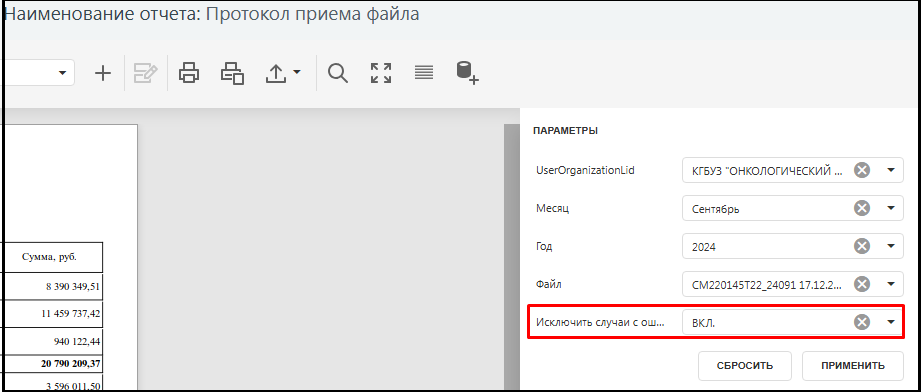 Наименование отчета: Протокол приема файла
ПАРАМЕТРЫ
UserOrganizationLid КГБУЗ "ОНКОЛОГИЧЕСКИЙ ...
Месяц Сентябрь
Год 2024
Файл CM220145T22_24091 17.12.2...
Исключить случаи с ош... ВКЛ.
СБРОСИТЬ ПРИМЕНИТЬ
Сумма, руб.
8 390 349,51
11 459 737,42
940 122,44
20 790 209,37
3 596 011,50